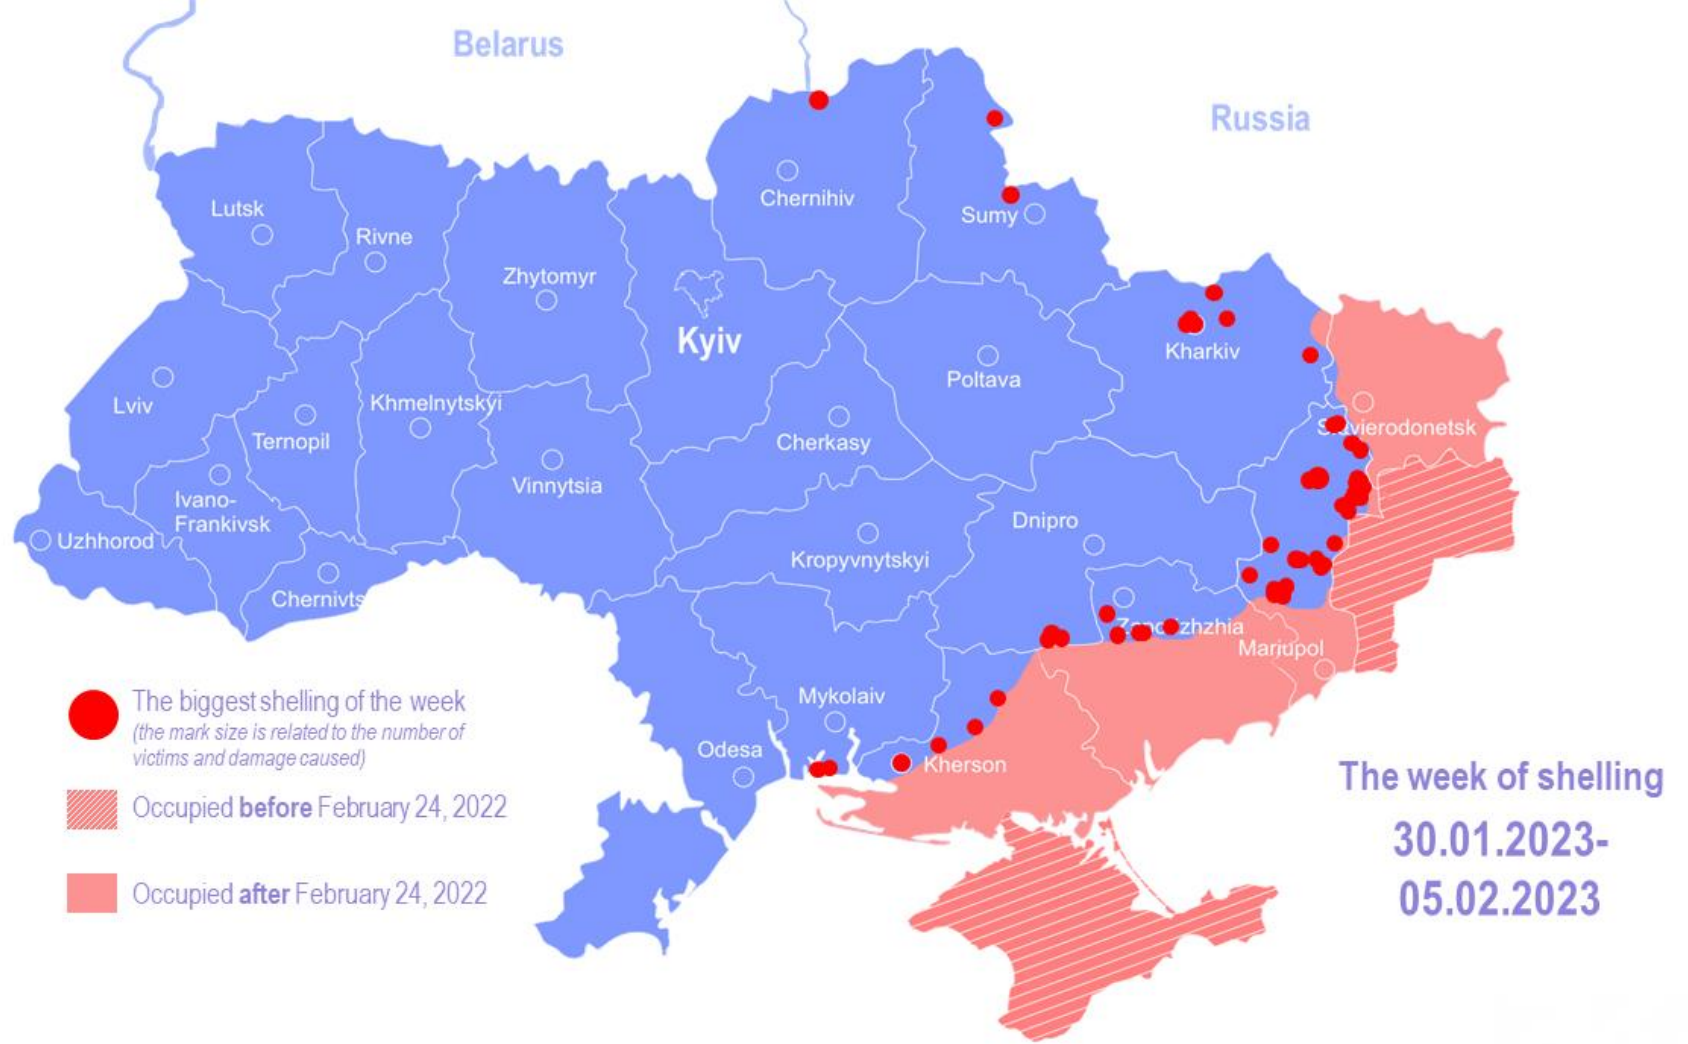 Belarus
Russia
Chernihiv
Sumy
Lutsk
Rivne
Zhytomyr
Kyiv
Kharkiv
Poltava
Lviv
Khmelnytskyi
Ternopil
Cherkasy
Vinnytsia
Ivano-
Frankivsk
Uzhhorod
Dnipro
Kropyvnytskyi
Chernivts
Mariupol
Mykolaiv
Odesa
Kherson
The biggest shelling of the week
(the mark size is related to the number of
victims and damage caused)
Occupied before February 24, 2022
Occupied after February 24, 2022
The week of shelling
30.01.2023-
05.02.2023